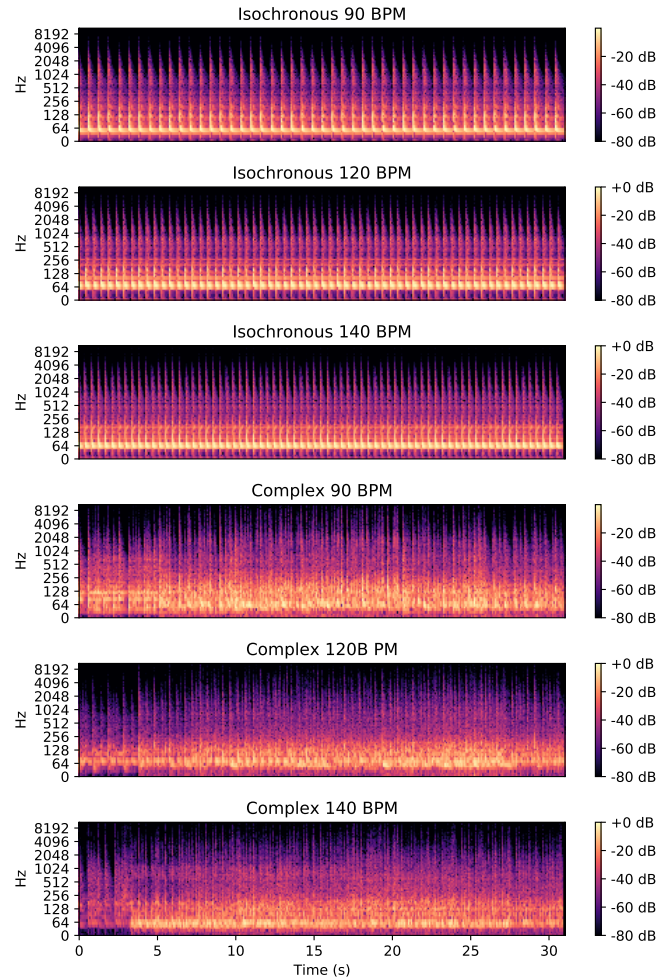 Isochronous 90 BPM
8192
4096
2048
1024
512
256
128
64
0
Hz
-20 dB
-40 dB
-60 dB
-80 dB
Isochronous 120 BPM
8192
4096
2048
1024
512
256
128
64
0
Hz
+0 dB
-20 dB
-40 dB
-60 dB
-80 dB
Isochronous 140 BPM
8192
4096
2048
1024
512
256
128
64
0
Hz
+0 dB
-20 dB
-40 dB
-60 dB
-80 dB
Complex 90 BPM
8192
4096
2048
1024
512
256
128
64
0
Hz
-20 dB
-40 dB
-60 dB
-80 dB
Complex 120B PM
8192
4096
2048
1024
512
256
128
64
0
Hz
+0 dB
-20 dB
-40 dB
-60 dB
-80 dB
Complex 140 BPM
8192
4096
2048
1024
512
256
128
64
0
Hz
+0 dB
-20 dB
-40 dB
-60 dB
-80 dB
0 5 10 15 20 25 30
Time (s)